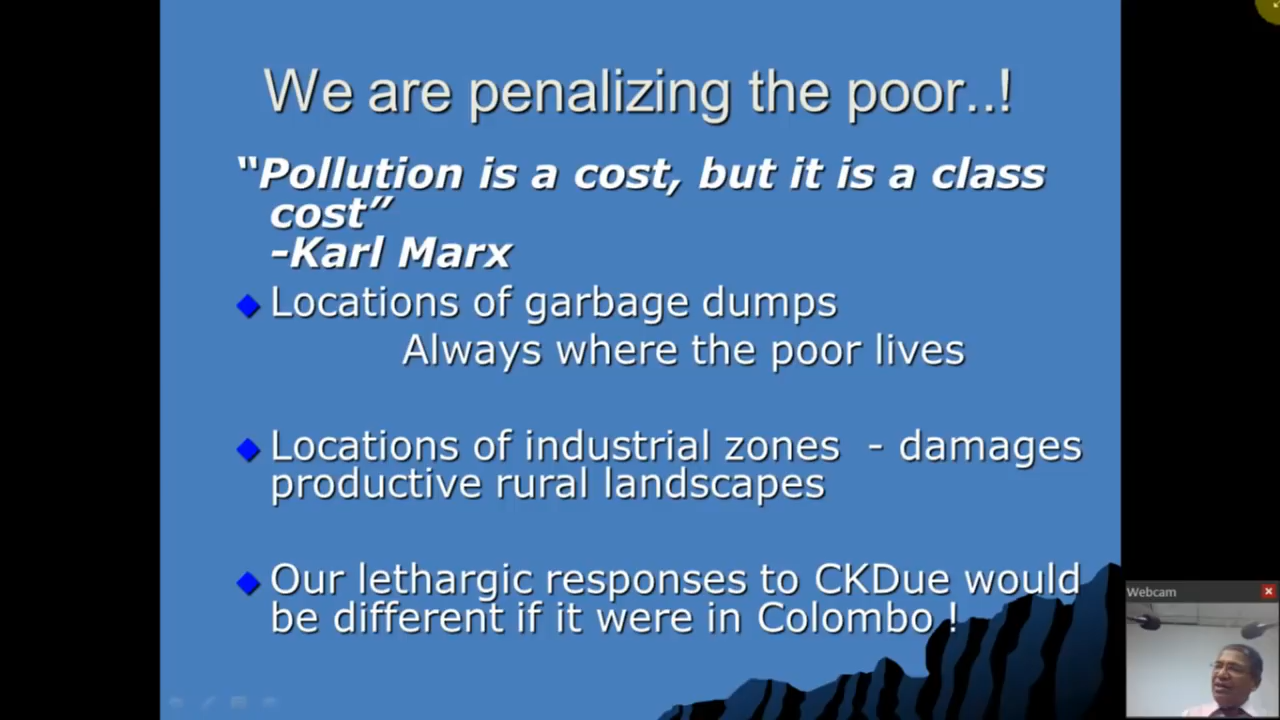 We are penalizing the poor..!
“Pollution is a cost, but it is a class
cost”
-Karl Marx
Locations of garbage dumps
Always where the poor lives
Locations of industrial zones - damages
productive rural landscapes
Our lethargic responses to CKDue would
be different if it were in Colombo !
Webcam